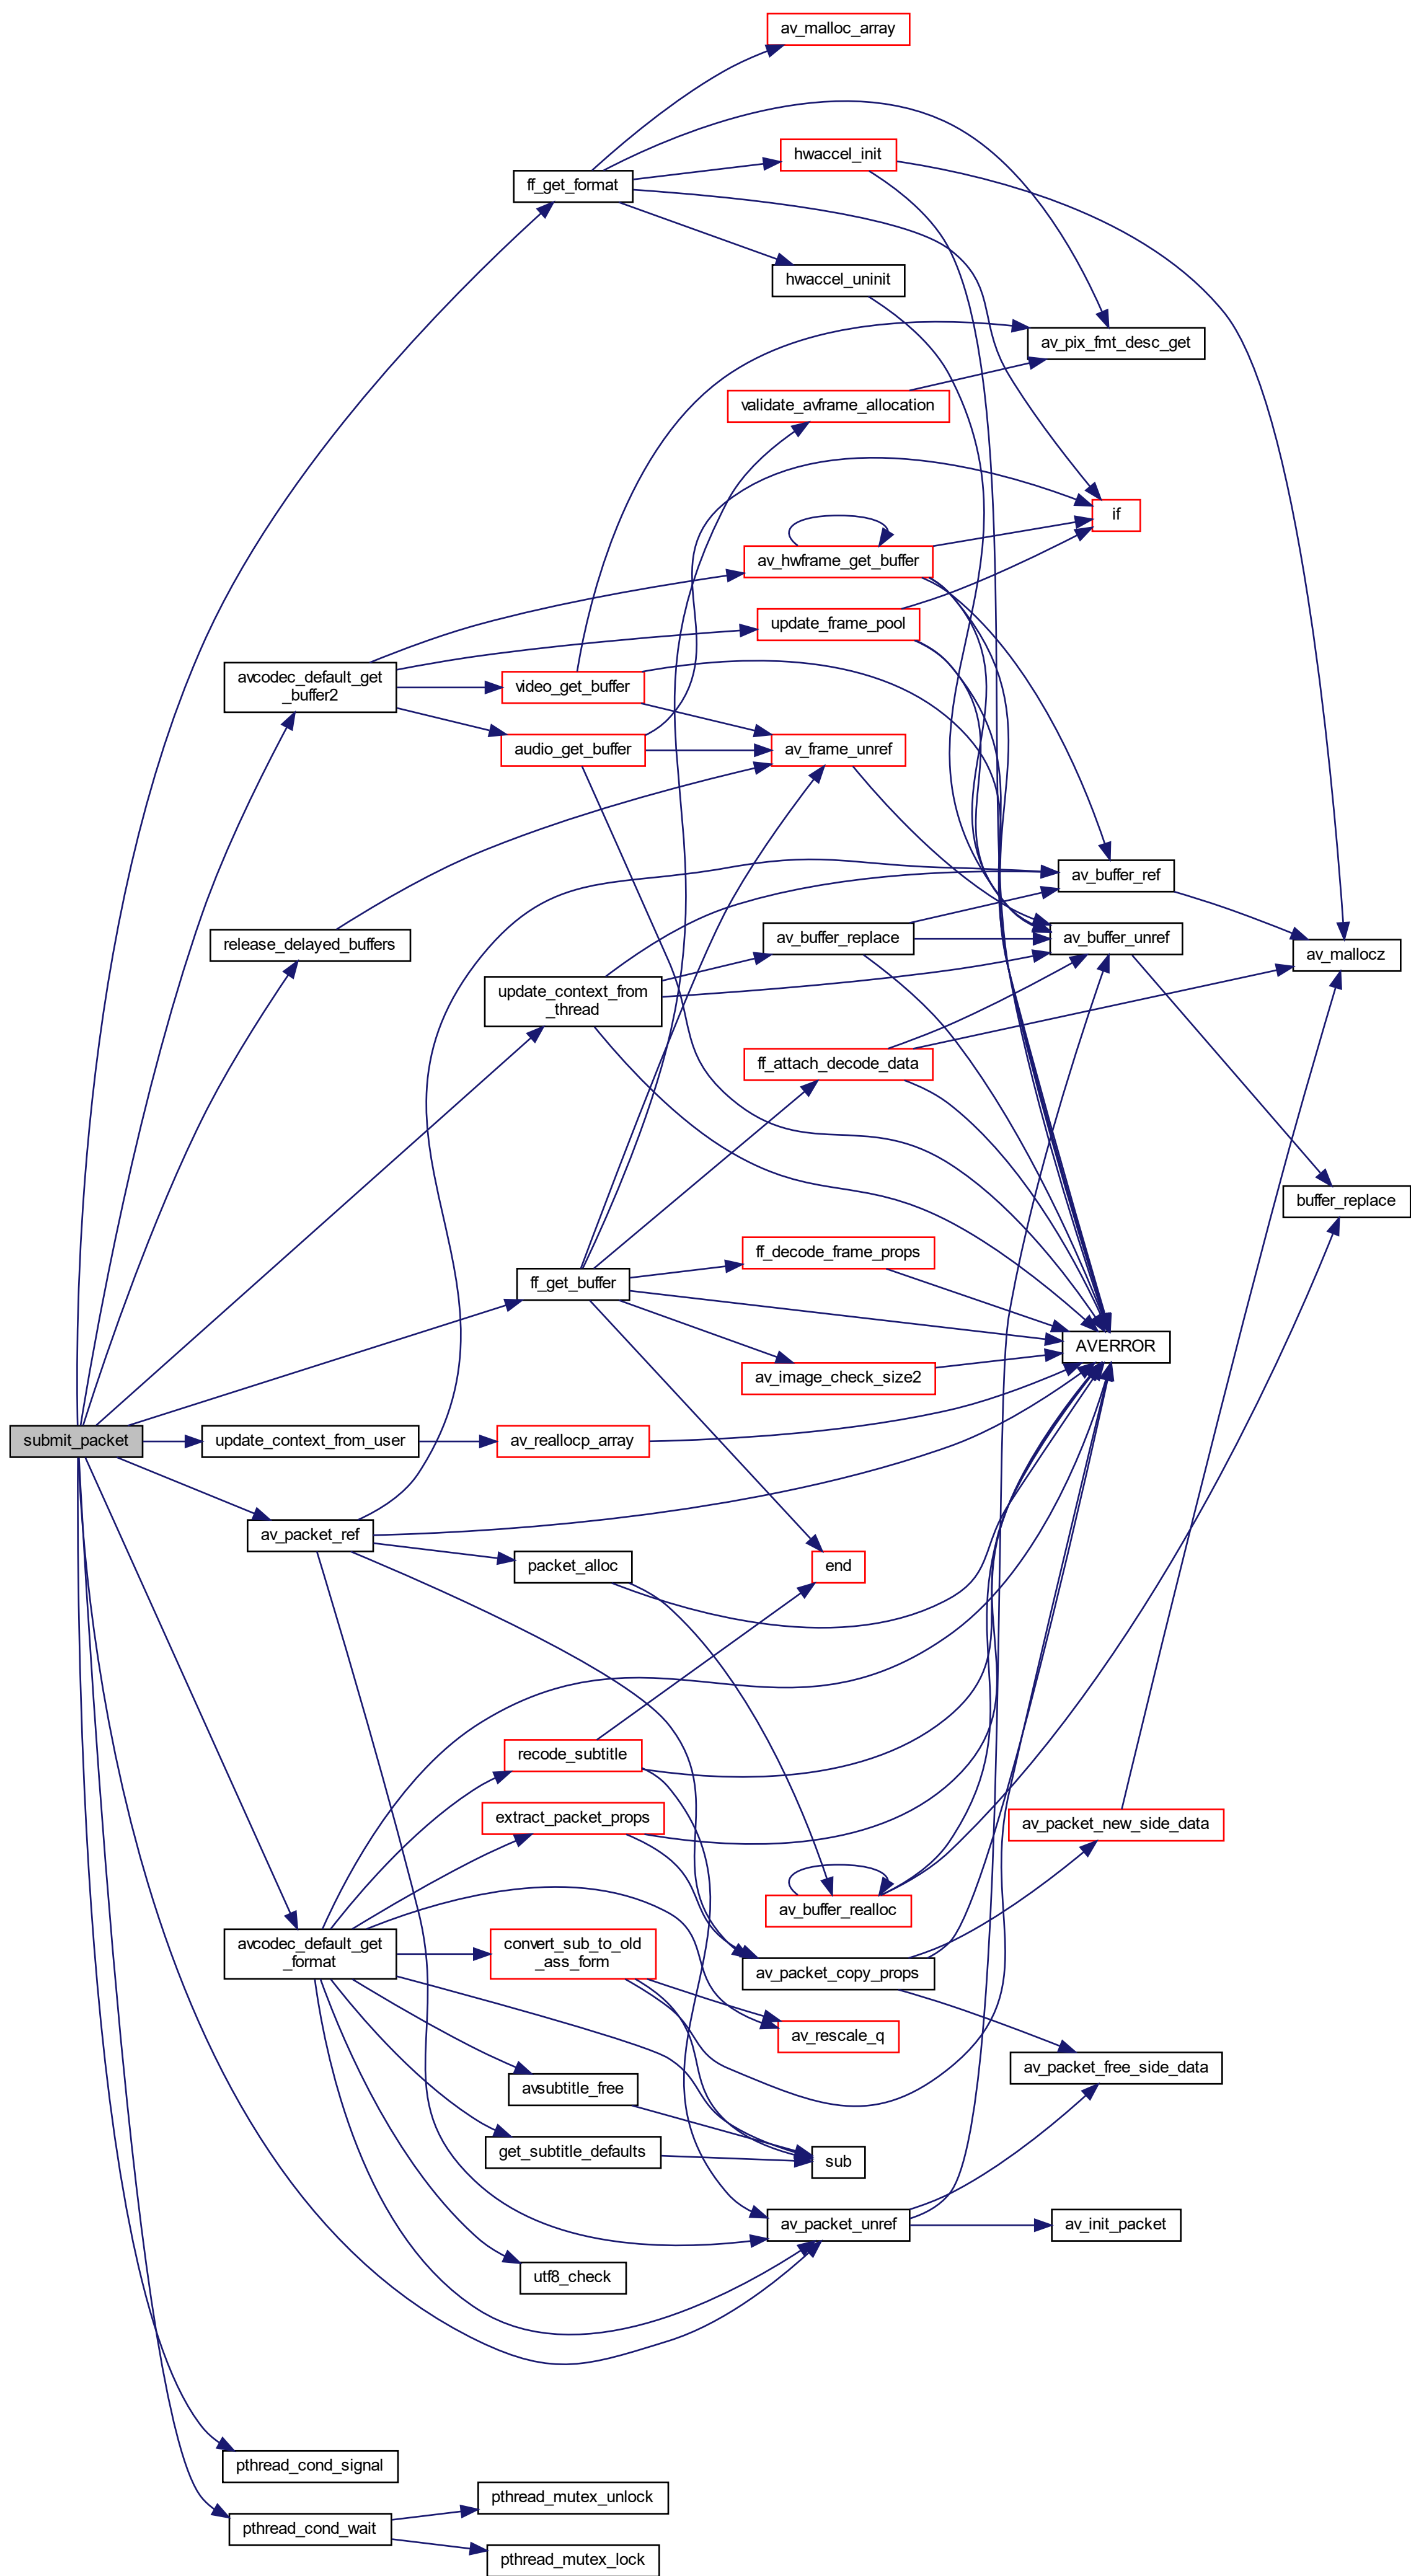 av_malloc_array
hwaccel_init
ff_get_format
hwaccel_uninit
av_pix_fmt_desc_get
validate_avframe_allocation
if
av_hwframe_get_buffer
update_frame_pool
avcodec_default_get
_buffer2
video_get_buffer
audio_get_buffer
av_frame_unref
av_buffer_ref
release_delayed_buffers
av_buffer_replace
av_buffer_unref
av_mallocz
update_context_from
_thread
ff_attach_decode_data
buffer_replace
ff_decode_frame_props
ff_get_buffer
AVERROR
av_image_check_size2
submit_packet
update_context_from_user
av_reallocp_array
av_packet_ref
packet_alloc
end
recode_subtitle
extract_packet_props
av_packet_new_side_data
av_buffer_realloc
avcodec_default_get
_format
convert_sub_to_old
_ass_form
av_packet_copy_props
av_rescale_q
av_packet_free_side_data
avsubtitle_free
get_subtitle_defaults
sub
av_packet_unref
av_init_packet
utf8_check
pthread_cond_signal
pthread_mutex_unlock
pthread_cond_wait
pthread_mutex_lock